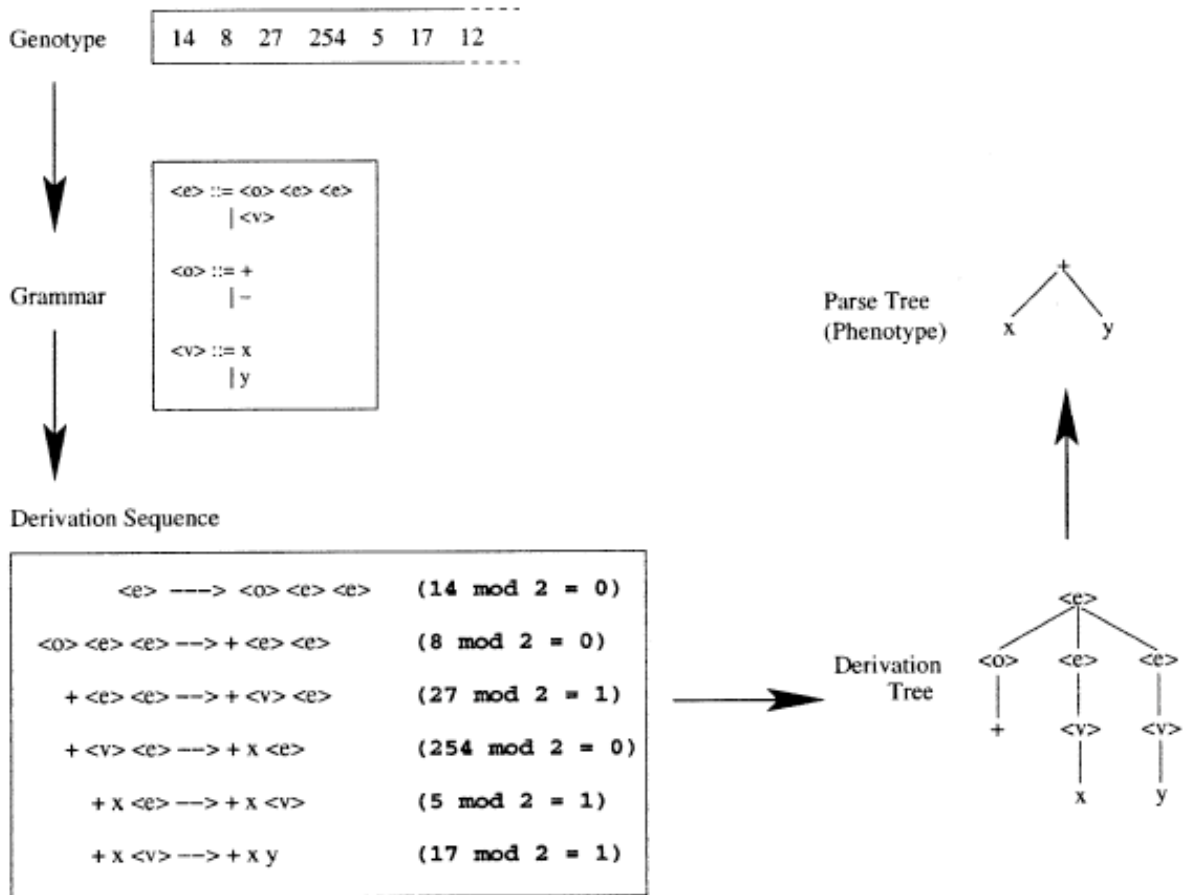 Genotype
14 8 27 254 5 17 12
<e> ::= <o> <e> <e>
| <v>
<o> ::= +
| -
<v> ::= x
| y
Grammar
Derivation Sequence
<e> ---> <o> <e> <e> (14 mod 2 = 0)
<o> <e> <e> --> + <e> <e> (8 mod 2 = 0)
+ <e> <e> --> + <v> <e> (27 mod 2 = 1)
+ <v> <e> --> + x <e> (254 mod 2 = 0)
+ x <e> --> + x <v> (5 mod 2 = 1)
+ x <v> --> + x y (17 mod 2 = 1)
Parse Tree
(Phenotype)
+
x y
Derivation
Tree
<e>
<o> <e> <e>
+ <v> <v>
x y